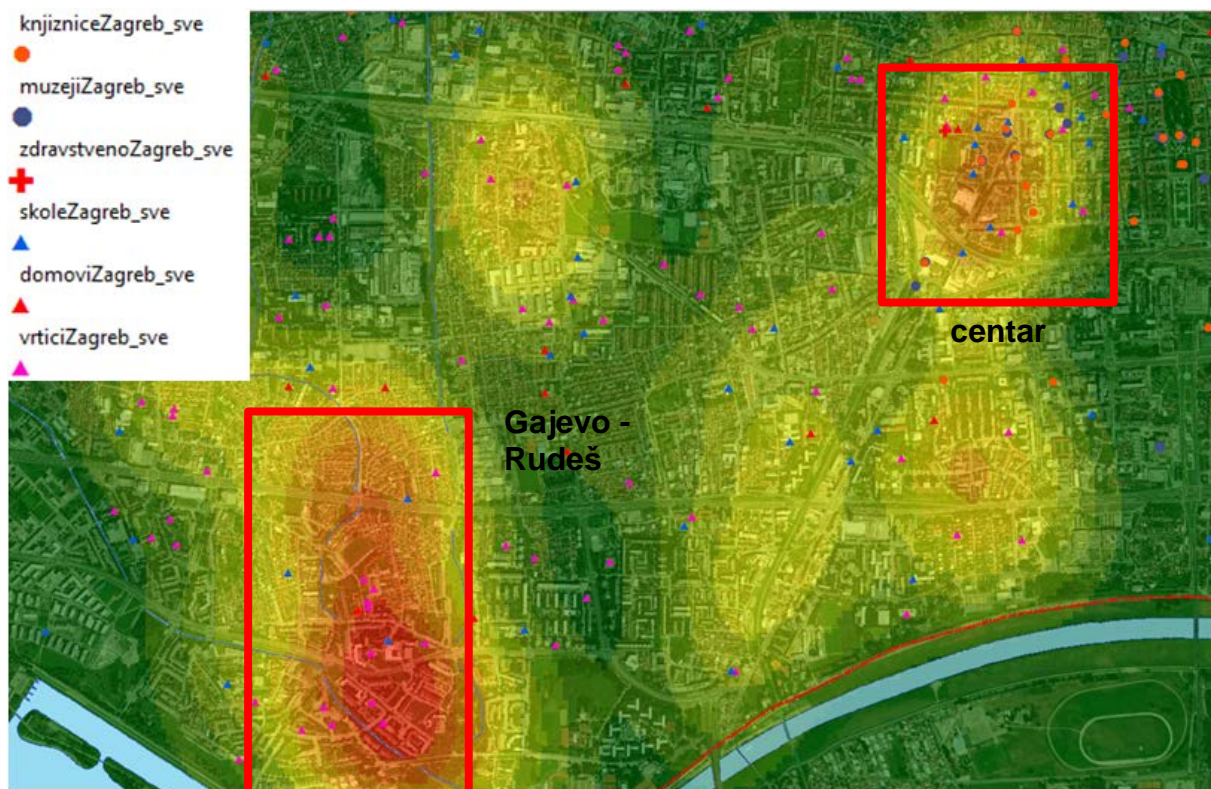 knjizniceZagreb_sve
muzejiZagreb_sve
zdravstvenoZagreb_sve
skoleZagreb_sve
domoviZagreb_sve
vrticiZagreb_sve
centar
Gajevo -
Rudeš